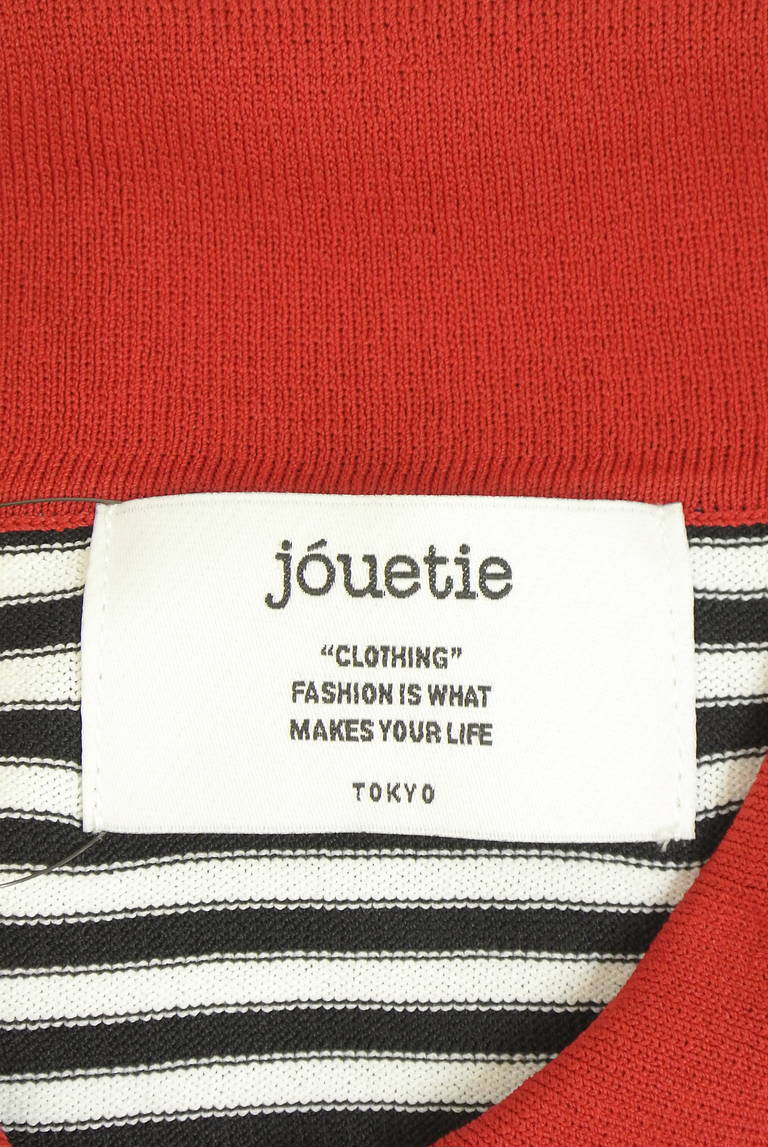 jóuetie
“CLOTHING”
FASHION IS WHAT
MAKES YOUR LIFE
TOKYO